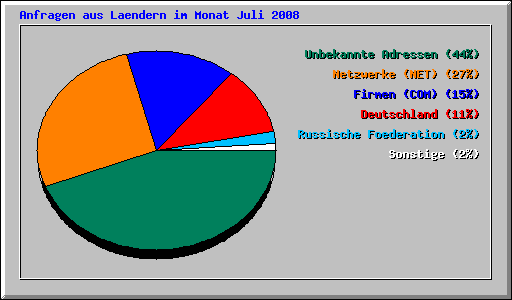 Anfragen aus Laendern im Monat Juli 2008
Unbekannte Adressen (44%)
Netzwerke (NET) (27%)
Firmen (COM) (15%)
Deutschland (11%)
Russische Foederation (2%)
Sonstige (2%)